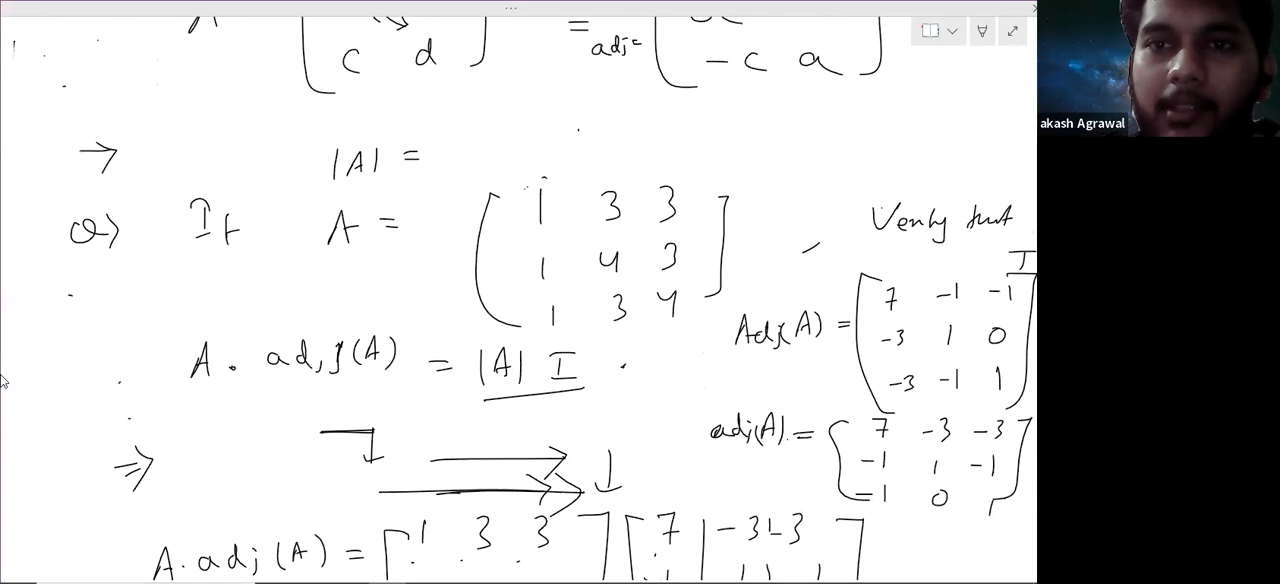 c d
= adj= - c a
→ |A| =
Q) If A = [ 1 3 3
1 4 3
1 3 4 ] , Verify that
A . adj(A) = |A| I .
Adj(A) = [ 7 -1 -1
-3 1 0
-3 -1 1 ]
adj(A) = [ 7 -3 -3
-1 1 -1
-1 0 1 ]
⇒
A. adj (A) = [ 1 3 3 ] [ 7 -3 -3 ]
akash Agrawal